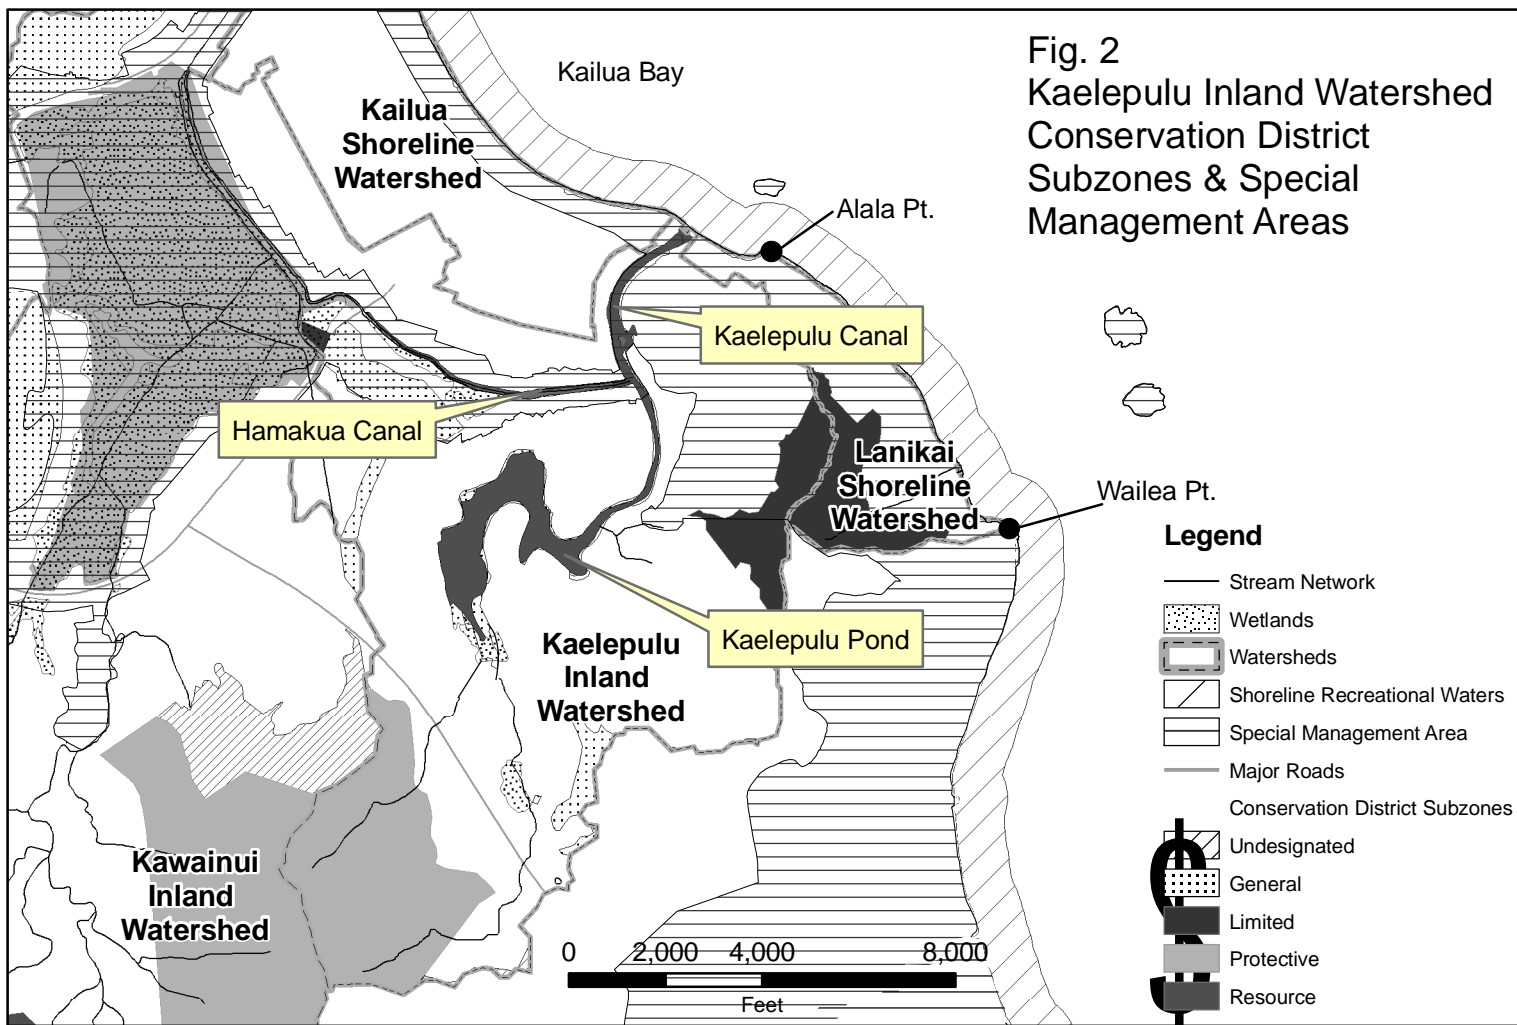 Fig. 2
Kaelepulu Inland Watershed
Conservation District
Subzones & Special
Management Areas
Kailua Bay
Kailua
Shoreline
Watershed
Alala Pt.
Kaelepulu Canal
Hamakua Canal
Lanikai
Shoreline
Watershed
Wailea Pt.
Kaelepulu Pond
Kaelepulu
Inland
Watershed
Kawainui
Inland
Watershed
Legend
Stream Network
Wetlands
Watersheds
Shoreline Recreational Waters
Special Management Area
Major Roads
Conservation District Subzones
Undesignated
General
Limited
Protective
Resource
$
0 2,000 4,000 8,000
Feet